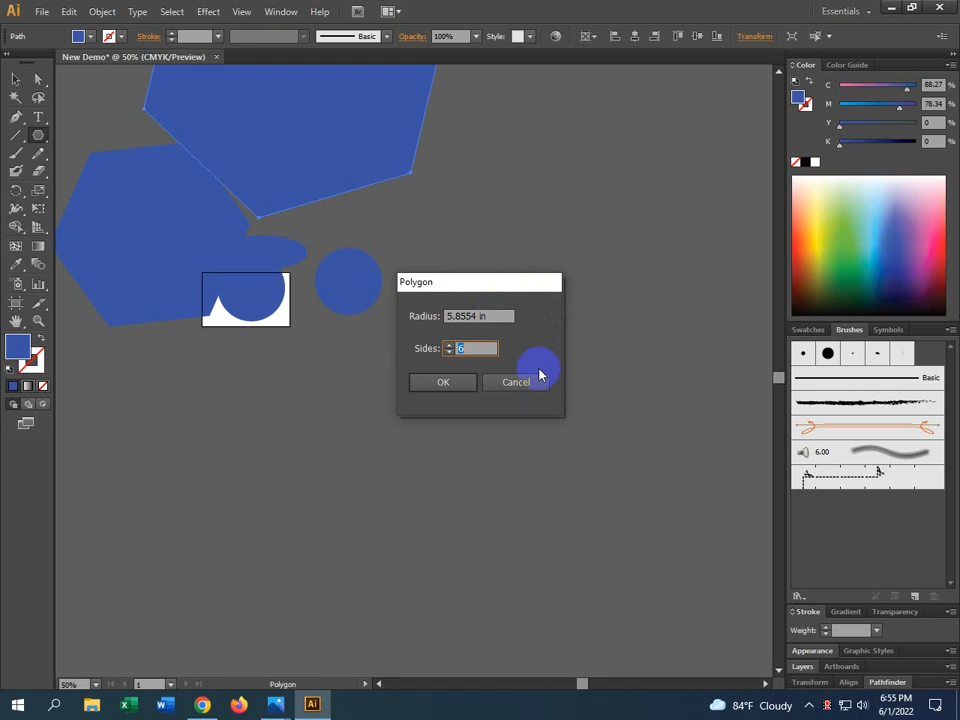 Ai File Edit Object Type Select Effect View Window Help Br Essentials
Path Stroke: Basic Opacity: 100% Style: Transform
New Demo* @ 50% (CMYK/Preview) ×
Color Color Guide
C 88.27 %
M 78.34 %
Y 0 %
K 0 %
Polygon
Radius: 5.8554 in
Sides: 6
OK Cancel
Swatches Brushes Symbols
Basic
6.00
Stroke Gradient Transparency
Weight:
Appearance Graphic Styles
Layers Artboards
Transform Align Pathfinder
50% 1 Polygon
84°F Cloudy
6:55 PM
6/1/2022